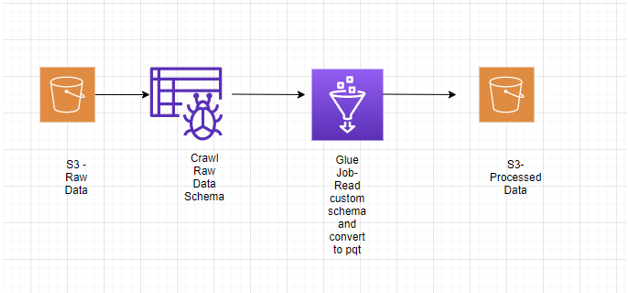 S3 -
Raw
Data
Crawl
Raw
Data
Schema
Glue
Job-
Read
custom
schema
and
convert
to pqt
S3-
Processed
Data